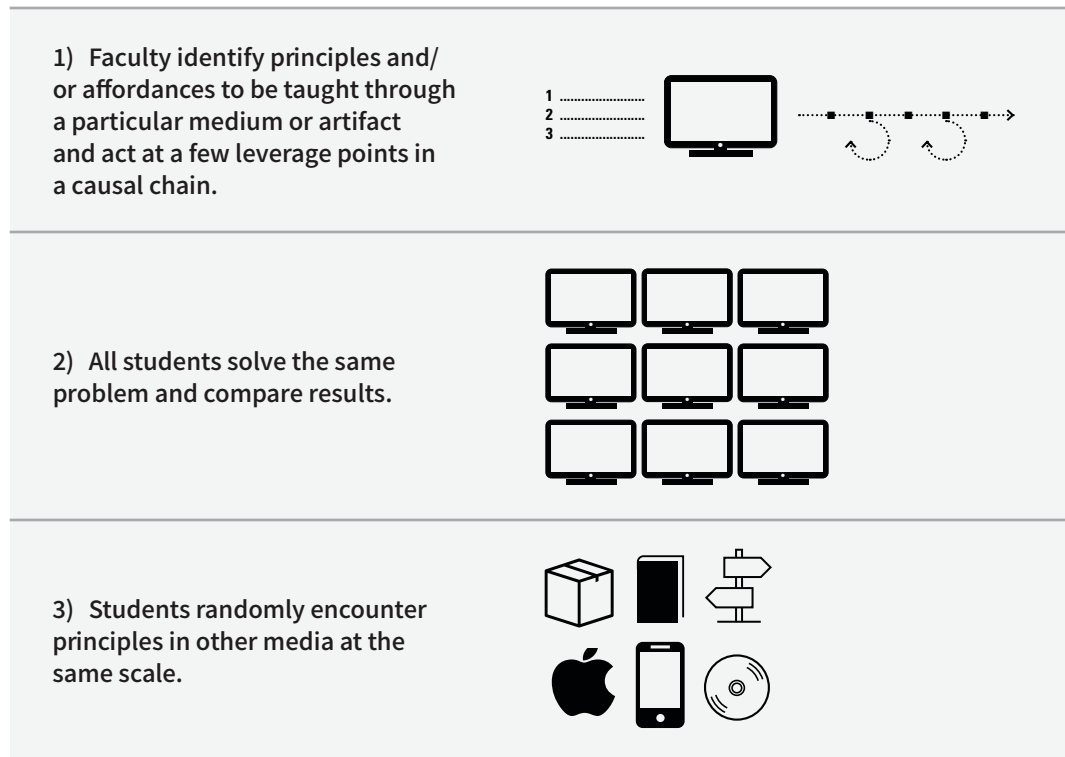 1) Faculty identify principles and/
or affordances to be taught through
a particular medium or artifact
and act at a few leverage points in
a causal chain.
1
2
3
2) All students solve the same
problem and compare results.
3) Students randomly encounter
principles in other media at the
same scale.